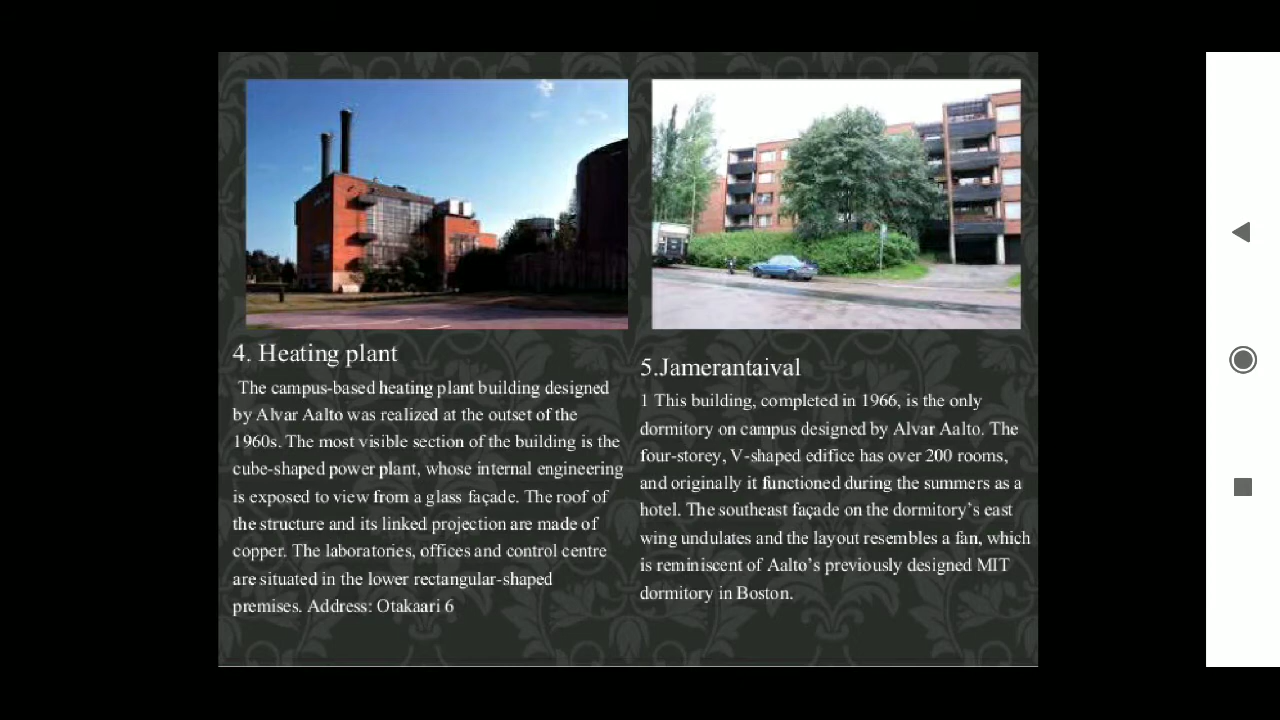 4. Heating plant
The campus-based heating plant building designed
by Alvar Aalto was realized at the outset of the
1960s. The most visible section of the building is the
cube-shaped power plant, whose internal engineering
is exposed to view from a glass façade. The roof of
the structure and its linked projection are made of
copper. The laboratories, offices and control centre
are situated in the lower rectangular-shaped
premises. Address: Otakaari 6
5.Jamerantaival
1 This building, completed in 1966, is the only
dormitory on campus designed by Alvar Aalto. The
four-storey, V-shaped edifice has over 200 rooms,
and originally it functioned during the summers as a
hotel. The southeast façade on the dormitory’s east
wing undulates and the layout resembles a fan, which
is reminiscent of Aalto’s previously designed MIT
dormitory in Boston.